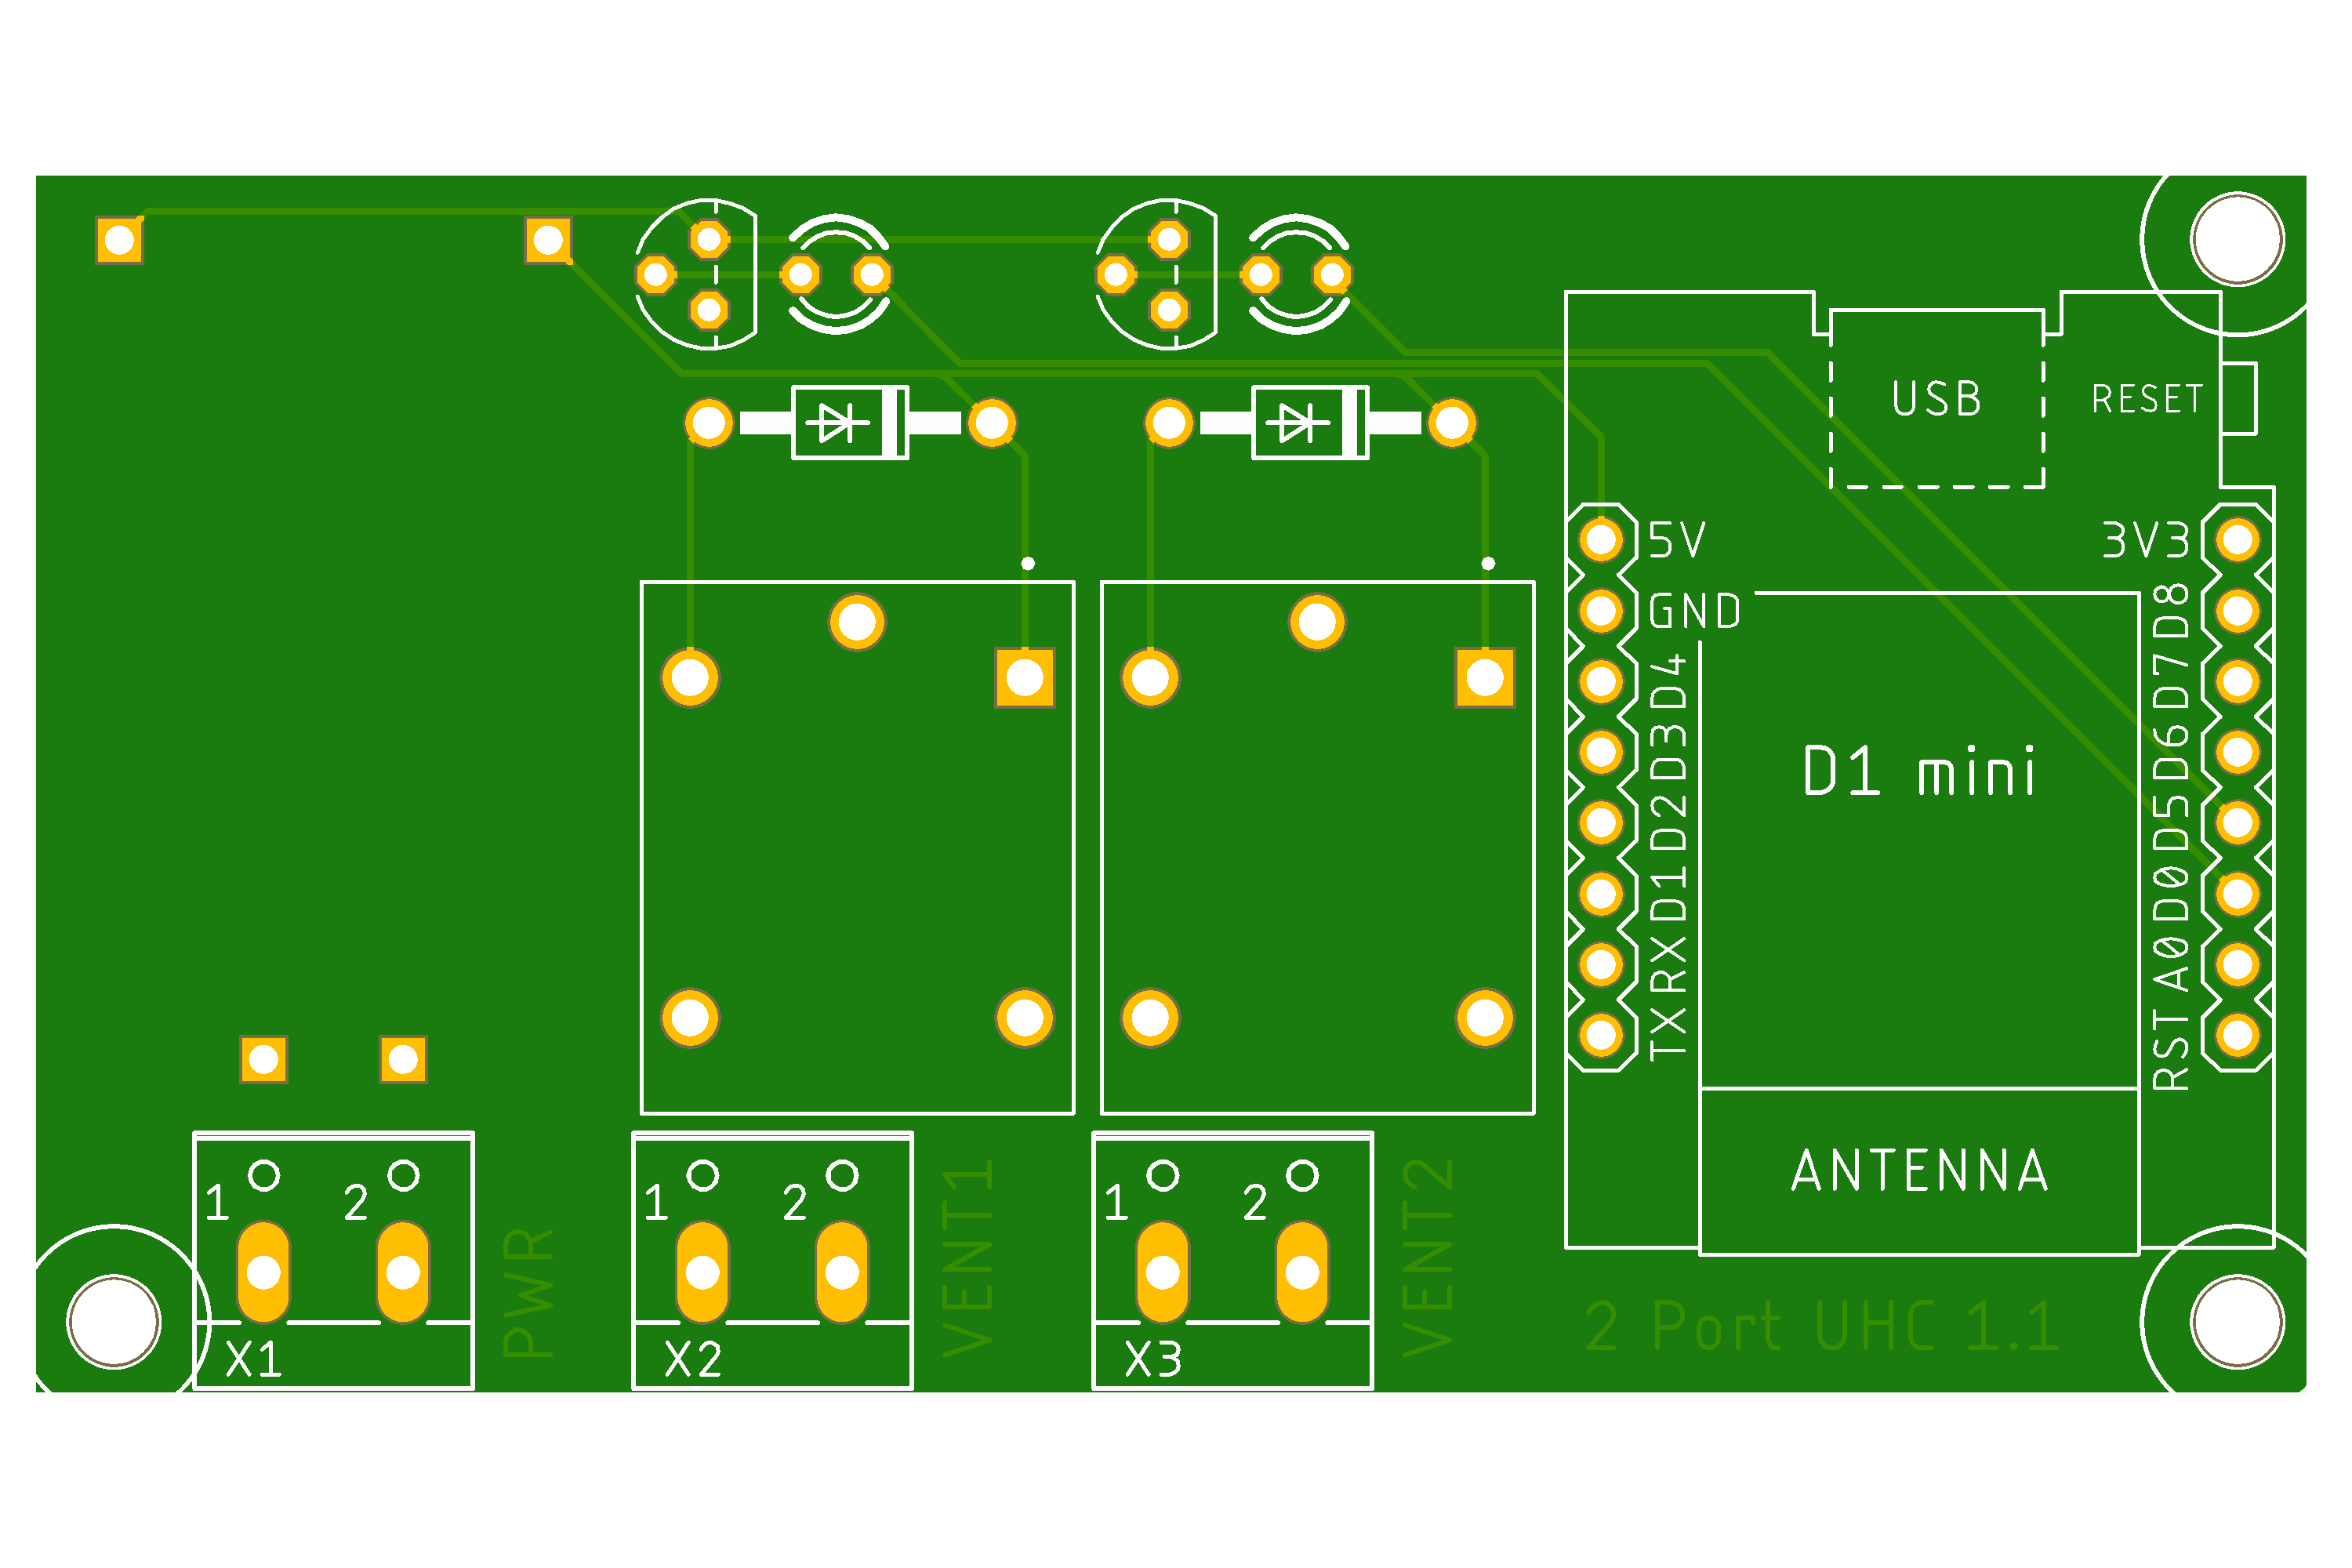 USB
RESET
5V
3V3
GND
D4
D3
D2
D1
RX
TX
D8
D7
D6
D5
D0
A0
RST
D1 mini
ANTENNA
1 2
X1
PWR
1 2
X2
VENT1
1 2
X3
VENT2
2 Port UHC 1.1